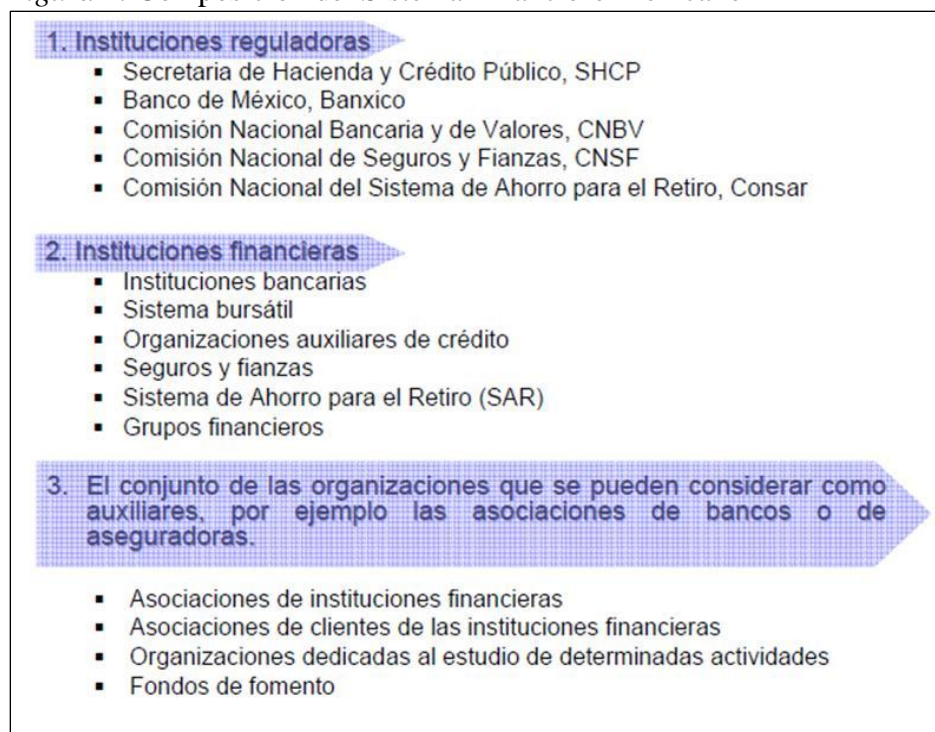 1. Instituciones reguladoras
▪ Secretaria de Hacienda y Crédito Público, SHCP
▪ Banco de México, Banxico
▪ Comisión Nacional Bancaria y de Valores, CNBV
▪ Comisión Nacional de Seguros y Fianzas, CNSF
▪ Comisión Nacional del Sistema de Ahorro para el Retiro, Consar
2. Instituciones financieras
▪ Instituciones bancarias
▪ Sistema bursátil
▪ Organizaciones auxiliares de crédito
▪ Seguros y fianzas
▪ Sistema de Ahorro para el Retiro (SAR)
▪ Grupos financieros
3. El conjunto de las organizaciones que se pueden considerar como
auxiliares, por ejemplo las asociaciones de bancos o de
aseguradoras.
▪ Asociaciones de instituciones financieras
▪ Asociaciones de clientes de las instituciones financieras
▪ Organizaciones dedicadas al estudio de determinadas actividades
▪ Fondos de fomento